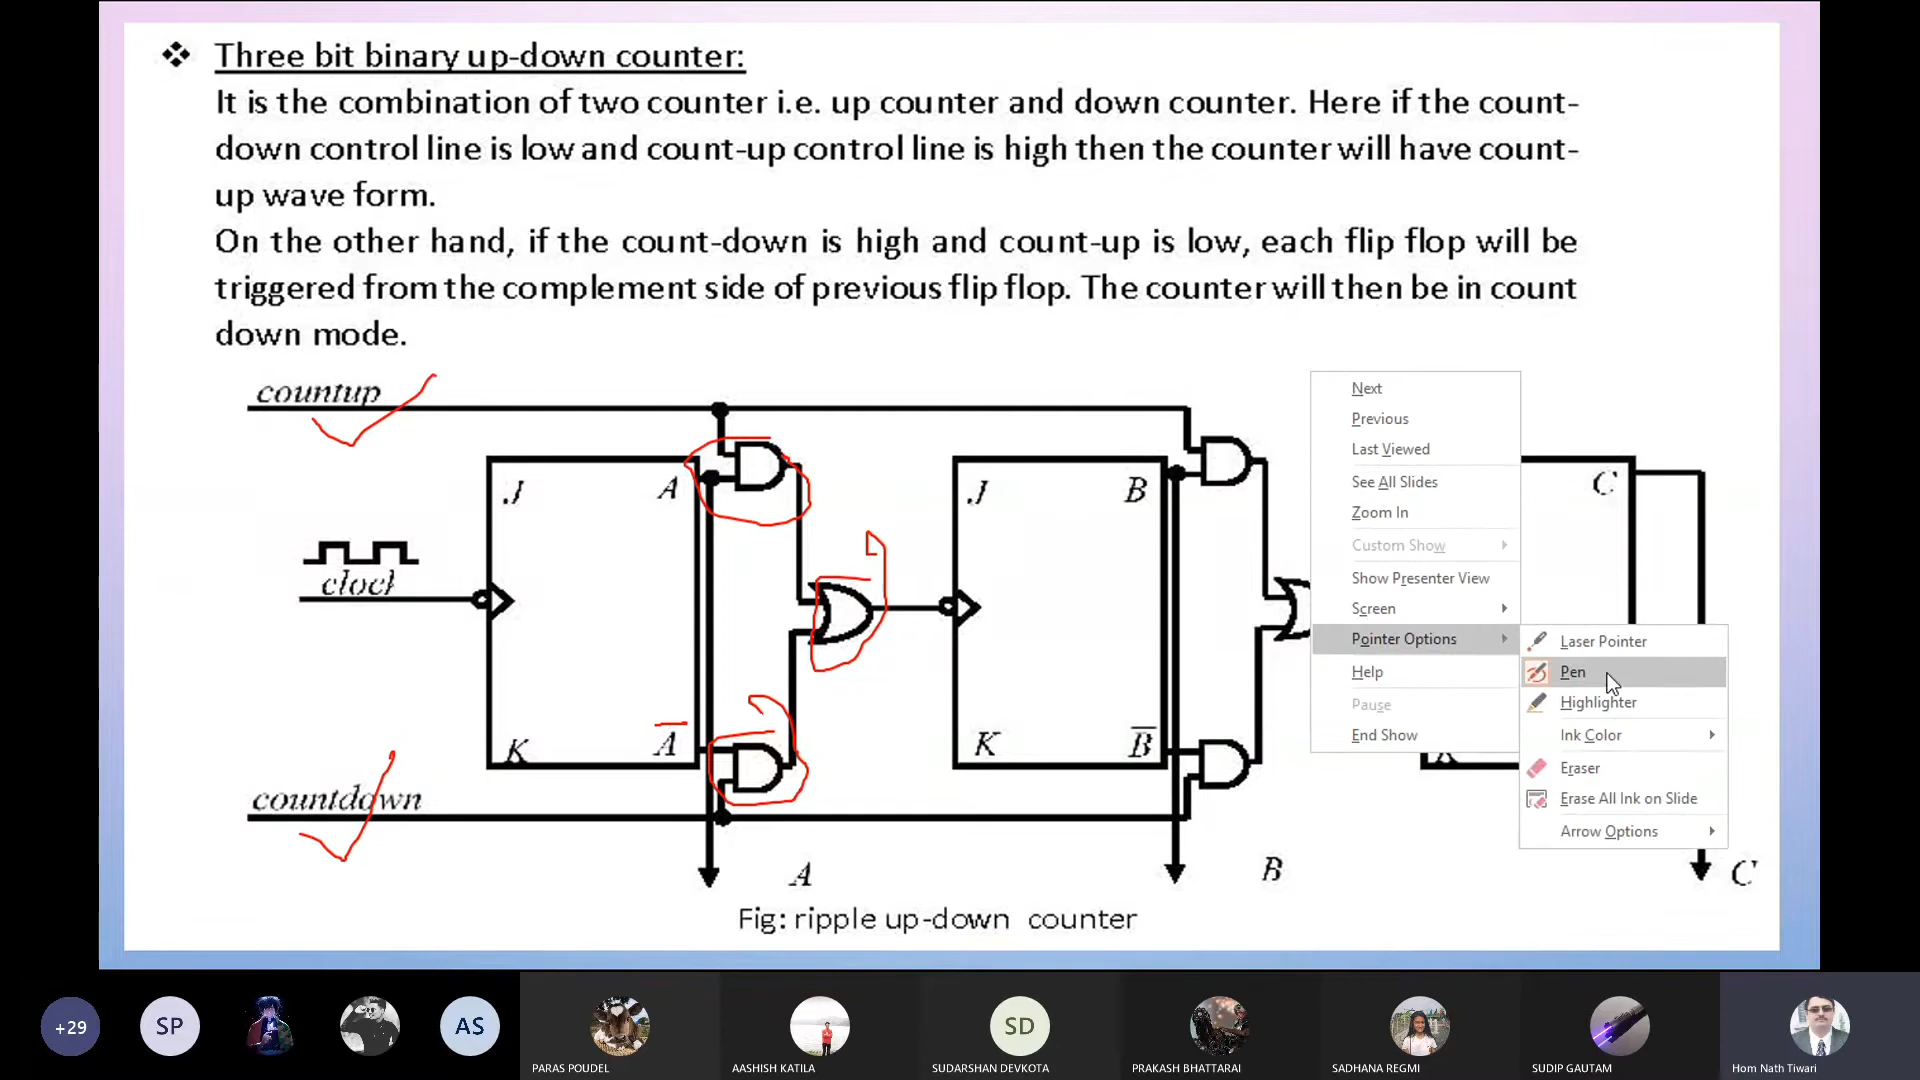 Three bit binary up-down counter:
It is the combination of two counter i.e. up counter and down counter. Here if the count-
down control line is low and count-up control line is high then the counter will have count-
up wave form.
On the other hand, if the count-down is high and count-up is low, each flip flop will be
triggered from the complement side of previous flip flop. The counter will then be in count
down mode.
countup
J
A
J
B
C
clock
K
A
K
B
countdown
A
B
C
Fig: ripple up-down counter
Next
Previous
Last Viewed
See All Slides
Zoom In
Custom Show
Show Presenter View
Screen
Pointer Options
Help
Pause
End Show
Laser Pointer
Pen
Highlighter
Ink Color
Eraser
Erase All Ink on Slide
Arrow Options
+29
SP
AS
SD
PARAS POUDEL
AASHISH KATILA
SUDARSHAN DEVKOTA
PRAKASH BHATTARAI
SADHANA REGMI
SUDIP GAUTAM
Hom Nath Tiwari